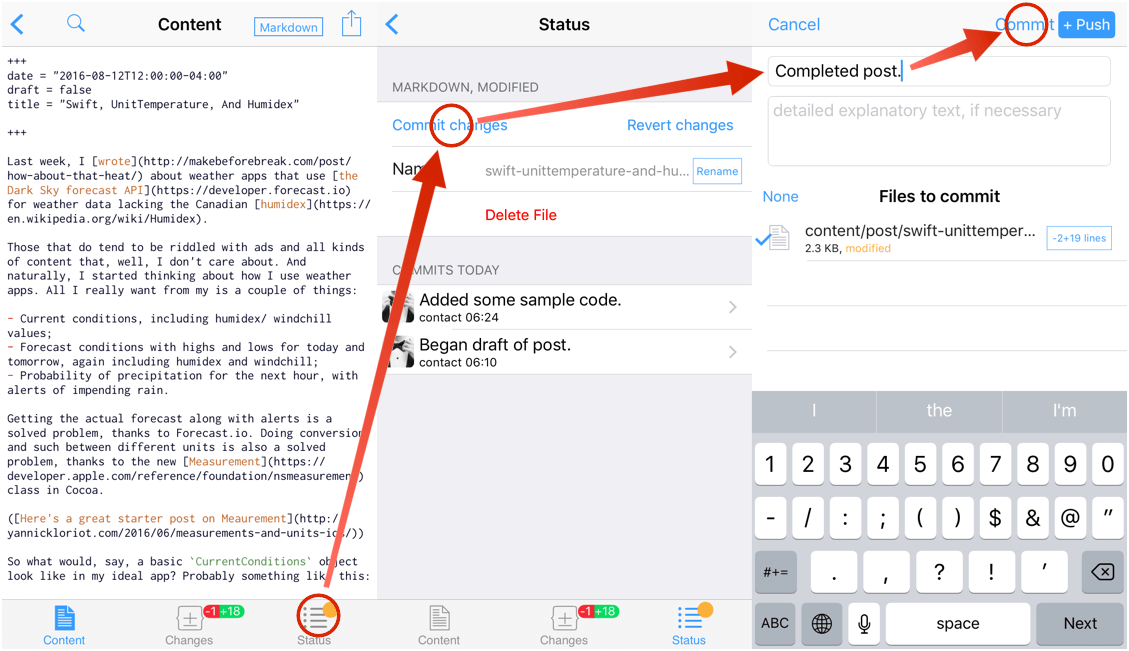 Content
Markdown
+++
date = "2016-08-12T12:00:00-04:00"
draft = false
title = "Swift, UnitTemperature, And Humidex"
+++
Last week, I [wrote](http://makebeforebreak.com/post/
how-about-that-heat/) about weather apps that use [the
Dark Sky forecast API](https://developer.forecast.io)
for weather data lacking the Canadian [humidex](https://
en.wikipedia.org/wiki/Humidex).
Those that do tend to be riddled with ads and all kinds
of content that, well, I don't care about. And
naturally, I started thinking about how I use weather
apps. All I really want from my is a couple of things:
- Current conditions, including humidex/ windchill
values;
- Forecast conditions with highs and lows for today and
tomorrow, again including humidex and windchill;
- Probability of precipitation for the next hour, with
alerts of impending rain.
Getting the actual forecast along with alerts is a
solved problem, thanks to Forecast.io. Doing conversion
and such between different units is also a solved
problem, thanks to the new [Measurement](https://
developer.apple.com/reference/foundation/nsmeasurement)
class in Cocoa.
([Here's a great starter post on Meaurement](http:/
yannickloriot.com/2016/06/measurements-and-units-ios/))
So what would, say, a basic `CurrentConditions` object
look like in my ideal app? Probably something like this:
Content
-1 +18
Changes
Status
Status
MARKDOWN, MODIFIED
Commit changes
Revert changes
Name
swift-unittemperature-and-hu...
Rename
Delete File
COMMITS TODAY
Added some sample code.
contact 06:24
Began draft of post.
contact 06:10
Content
-1 +18
Changes
Status
Cancel
Commit
+ Push
Completed post.
detailed explanatory text, if necessary
None
Files to commit
content/post/swift-unittemper...
2.3 KB, modified
-2+19 lines
I
the
I'm
1 2 3 4 5 6 7 8 9 0
- / : ; ( ) $ & @ "
#+= . , ? ! '
ABC
space
Next